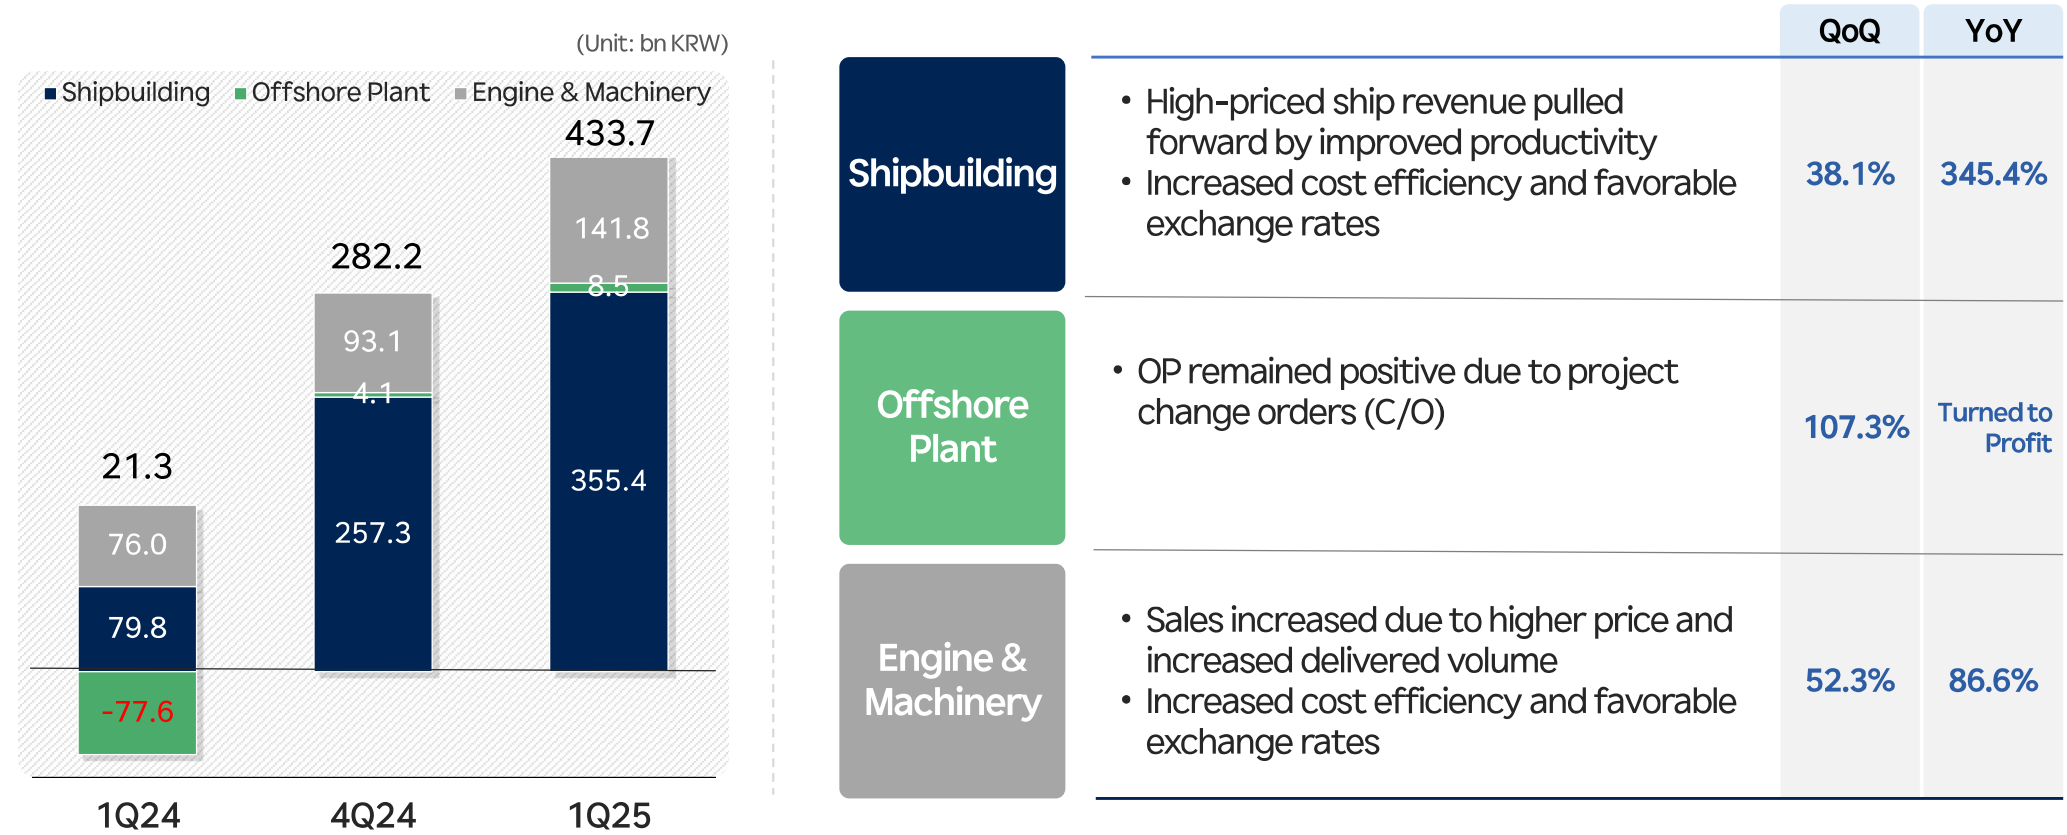 (Unit: bn KRW)
Shipbuilding Offshore Plant Engine & Machinery
21.3
76.0
79.8
-77.6
282.2
93.1
4.1
257.3
433.7
141.8
8.5
355.4
1Q24 4Q24 1Q25
QoQ YoY
Shipbuilding
• High-priced ship revenue pulled
forward by improved productivity
• Increased cost efficiency and favorable
exchange rates
38.1% 345.4%
Offshore
Plant
• OP remained positive due to project
change orders (C/O)
107.3%
Turned to
Profit
Engine &
Machinery
• Sales increased due to higher price and
increased delivered volume
• Increased cost efficiency and favorable
exchange rates
52.3% 86.6%